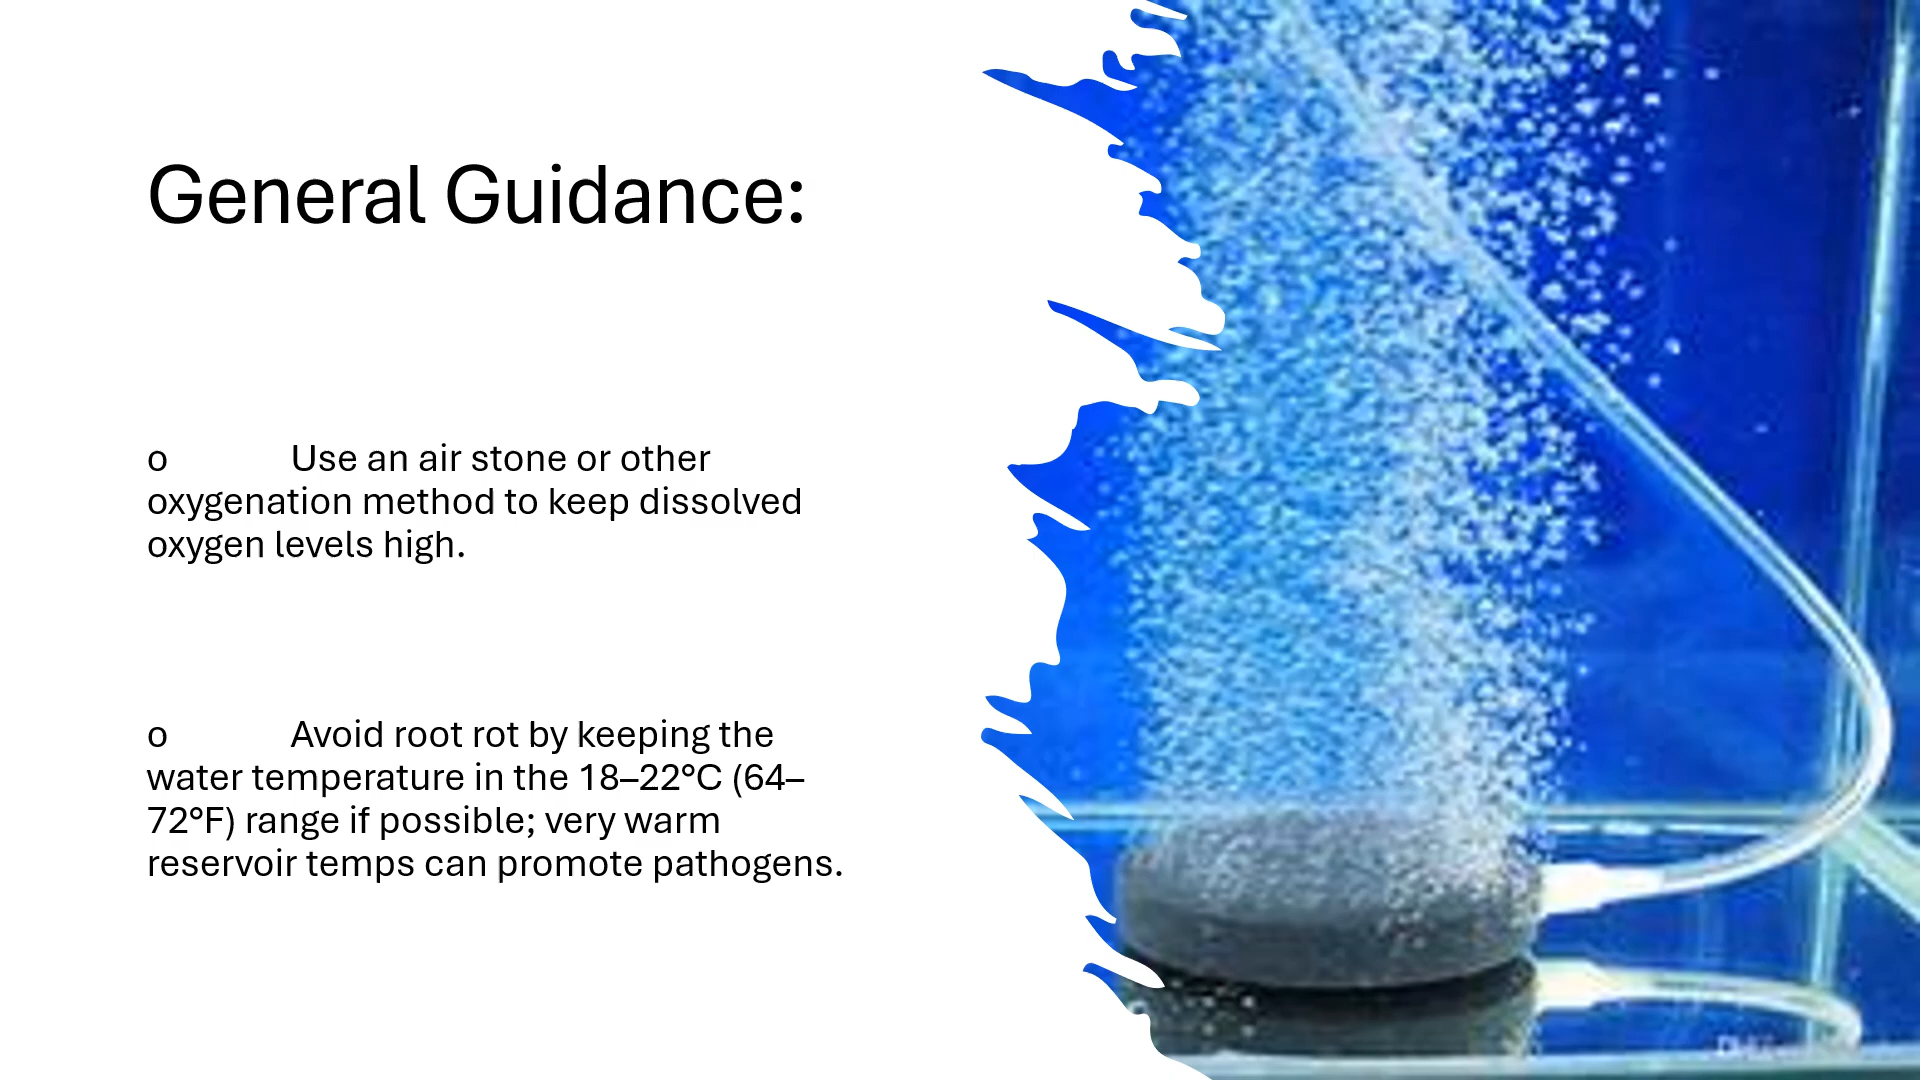 General Guidance:
o Use an air stone or other
oxygenation method to keep dissolved
oxygen levels high.
o Avoid root rot by keeping the
water temperature in the 18–22°C (64–
72°F) range if possible; very warm
reservoir temps can promote pathogens.